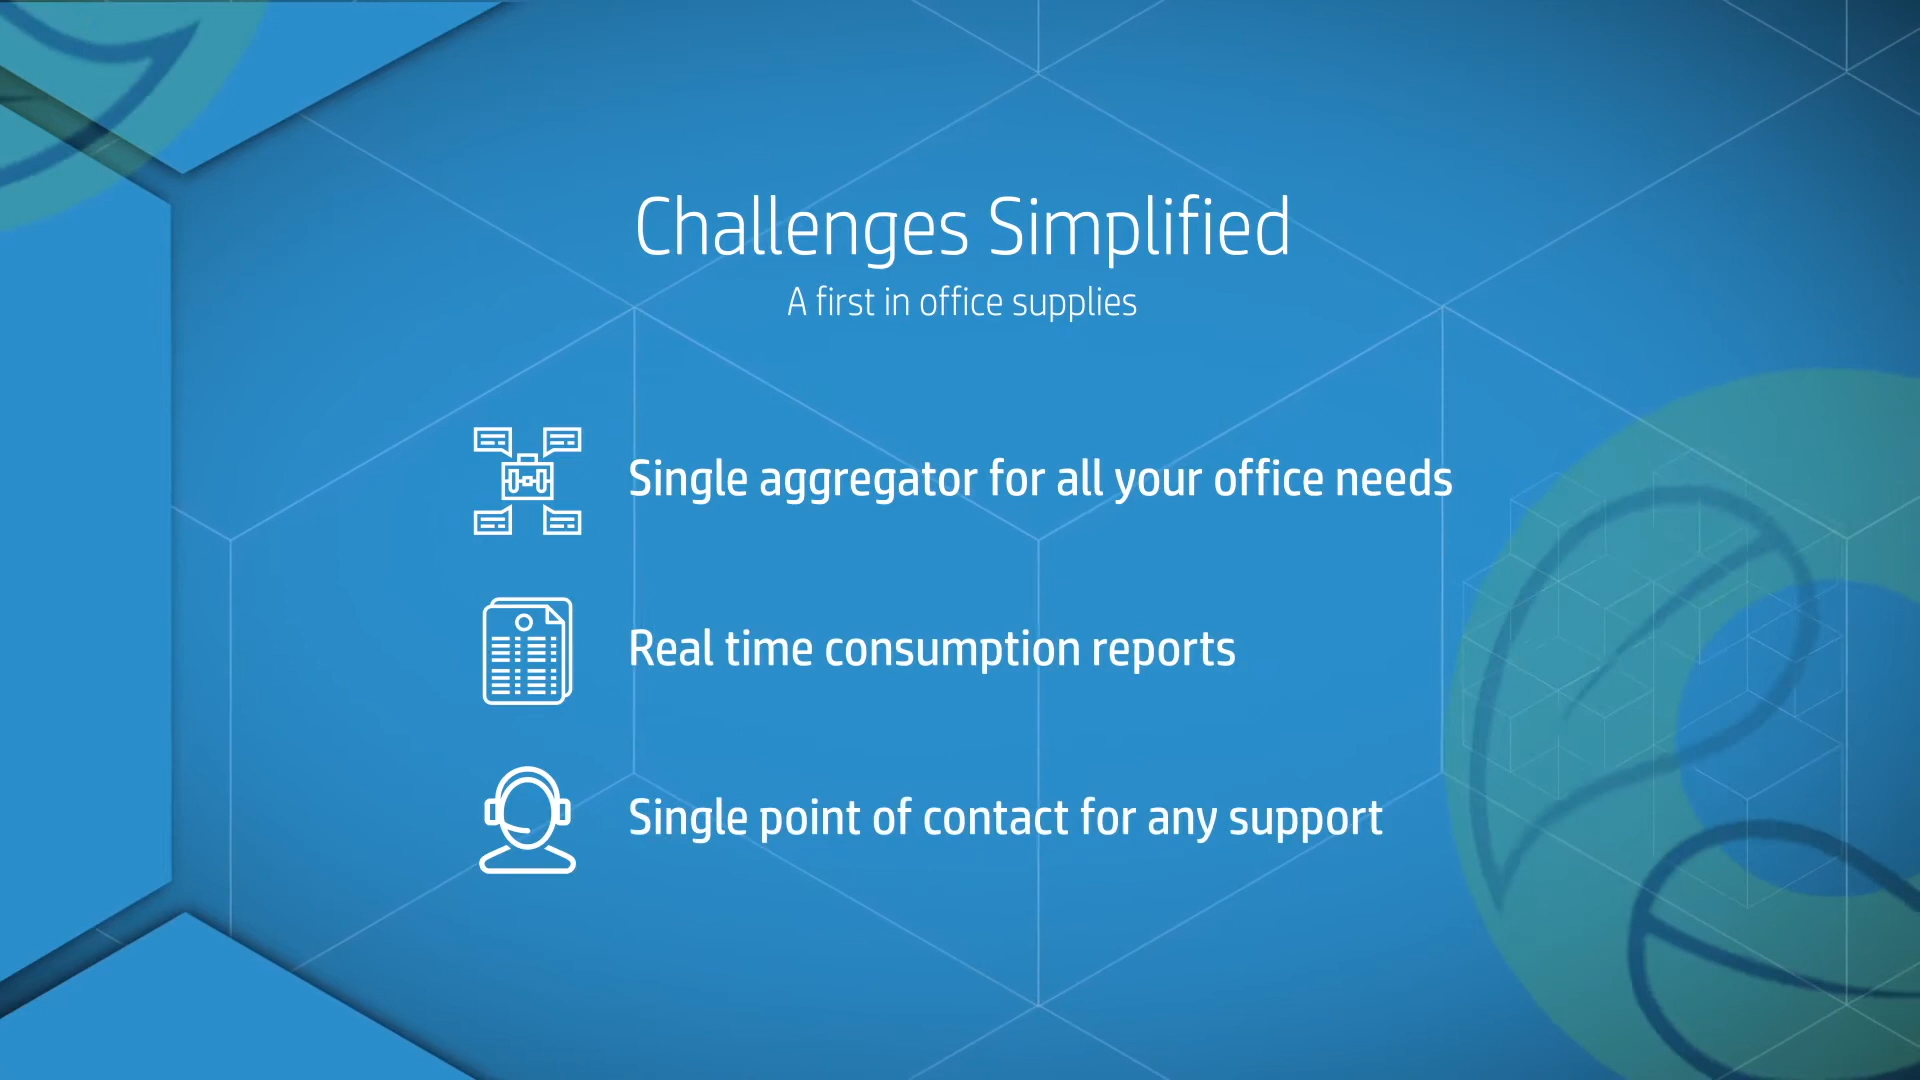 Challenges Simplified
A first in office supplies
Single aggregator for all your office needs
Real time consumption reports
Single point of contact for any support